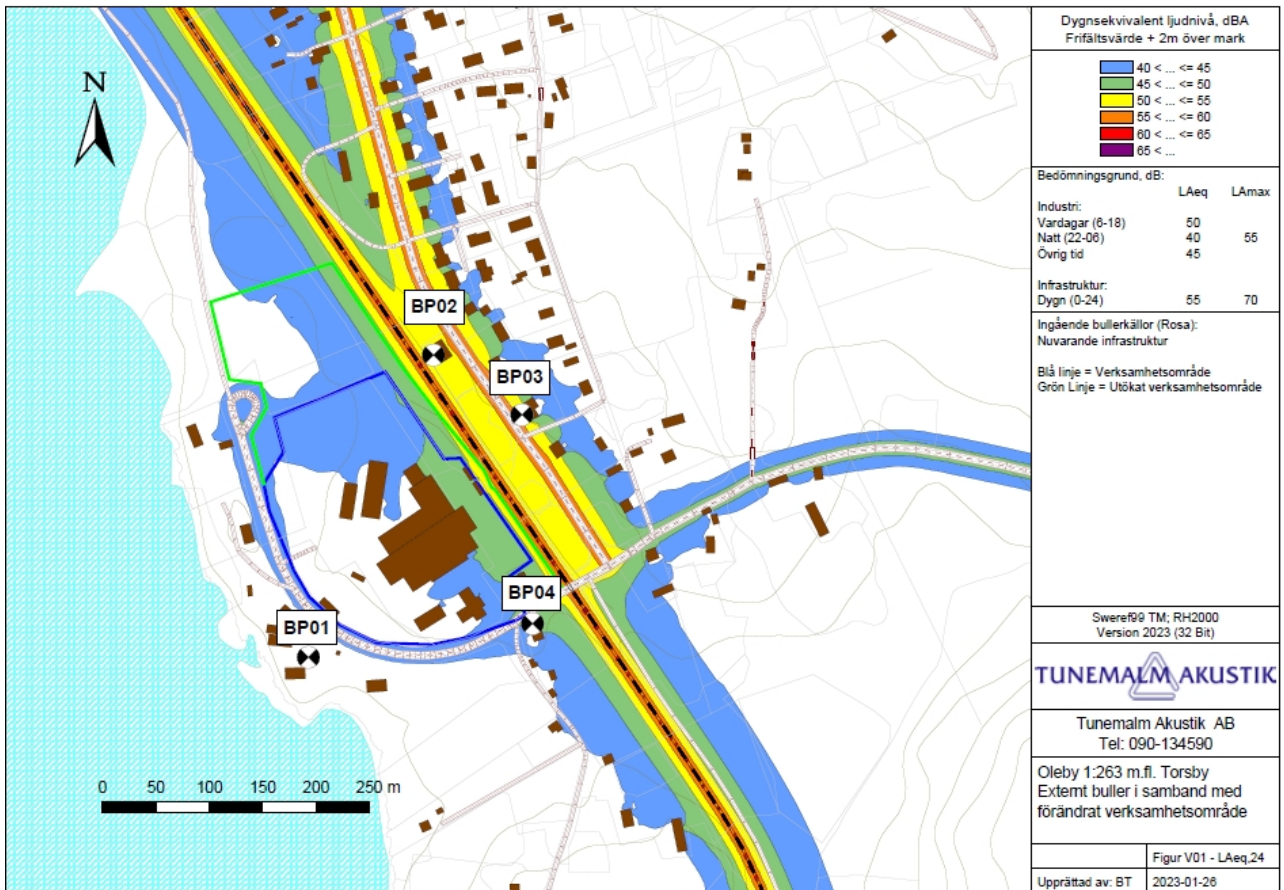 N
BP02
BP03
BP04
BP01
0 50 100 150 200 250 m
Dygnsekvivalent ljudnivå, dBA
Frifältsvärde + 2m över mark
40 < ... <= 45
45 < ... <= 50
50 < ... <= 55
55 < ... <= 60
60 < ... <= 65
65 < ...
Bedömningsgrund, dB:
LAeq LAmax
Industri:
Vardagar (6-18) 50
Natt (22-06) 40 55
Övrig tid 45
Infrastruktur:
Dygn (0-24) 55 70
Ingående bullerkällor (Rosa):
Nuvarande infrastruktur
Blå linje = Verksamhetsområde
Grön Linje = Utökat verksamhetsområde
Sweref99 TM; RH2000
Version 2023 (32 Bit)
TUNEMALM AKUSTIK
Tunemalm Akustik AB
Tel: 090-134590
Oleby 1:263 m.fl. Torsby
Externt buller i samband med
förändrat verksamhetsområde
Figur V01 - LAeq,24
Upprättad av: BT 2023-01-26